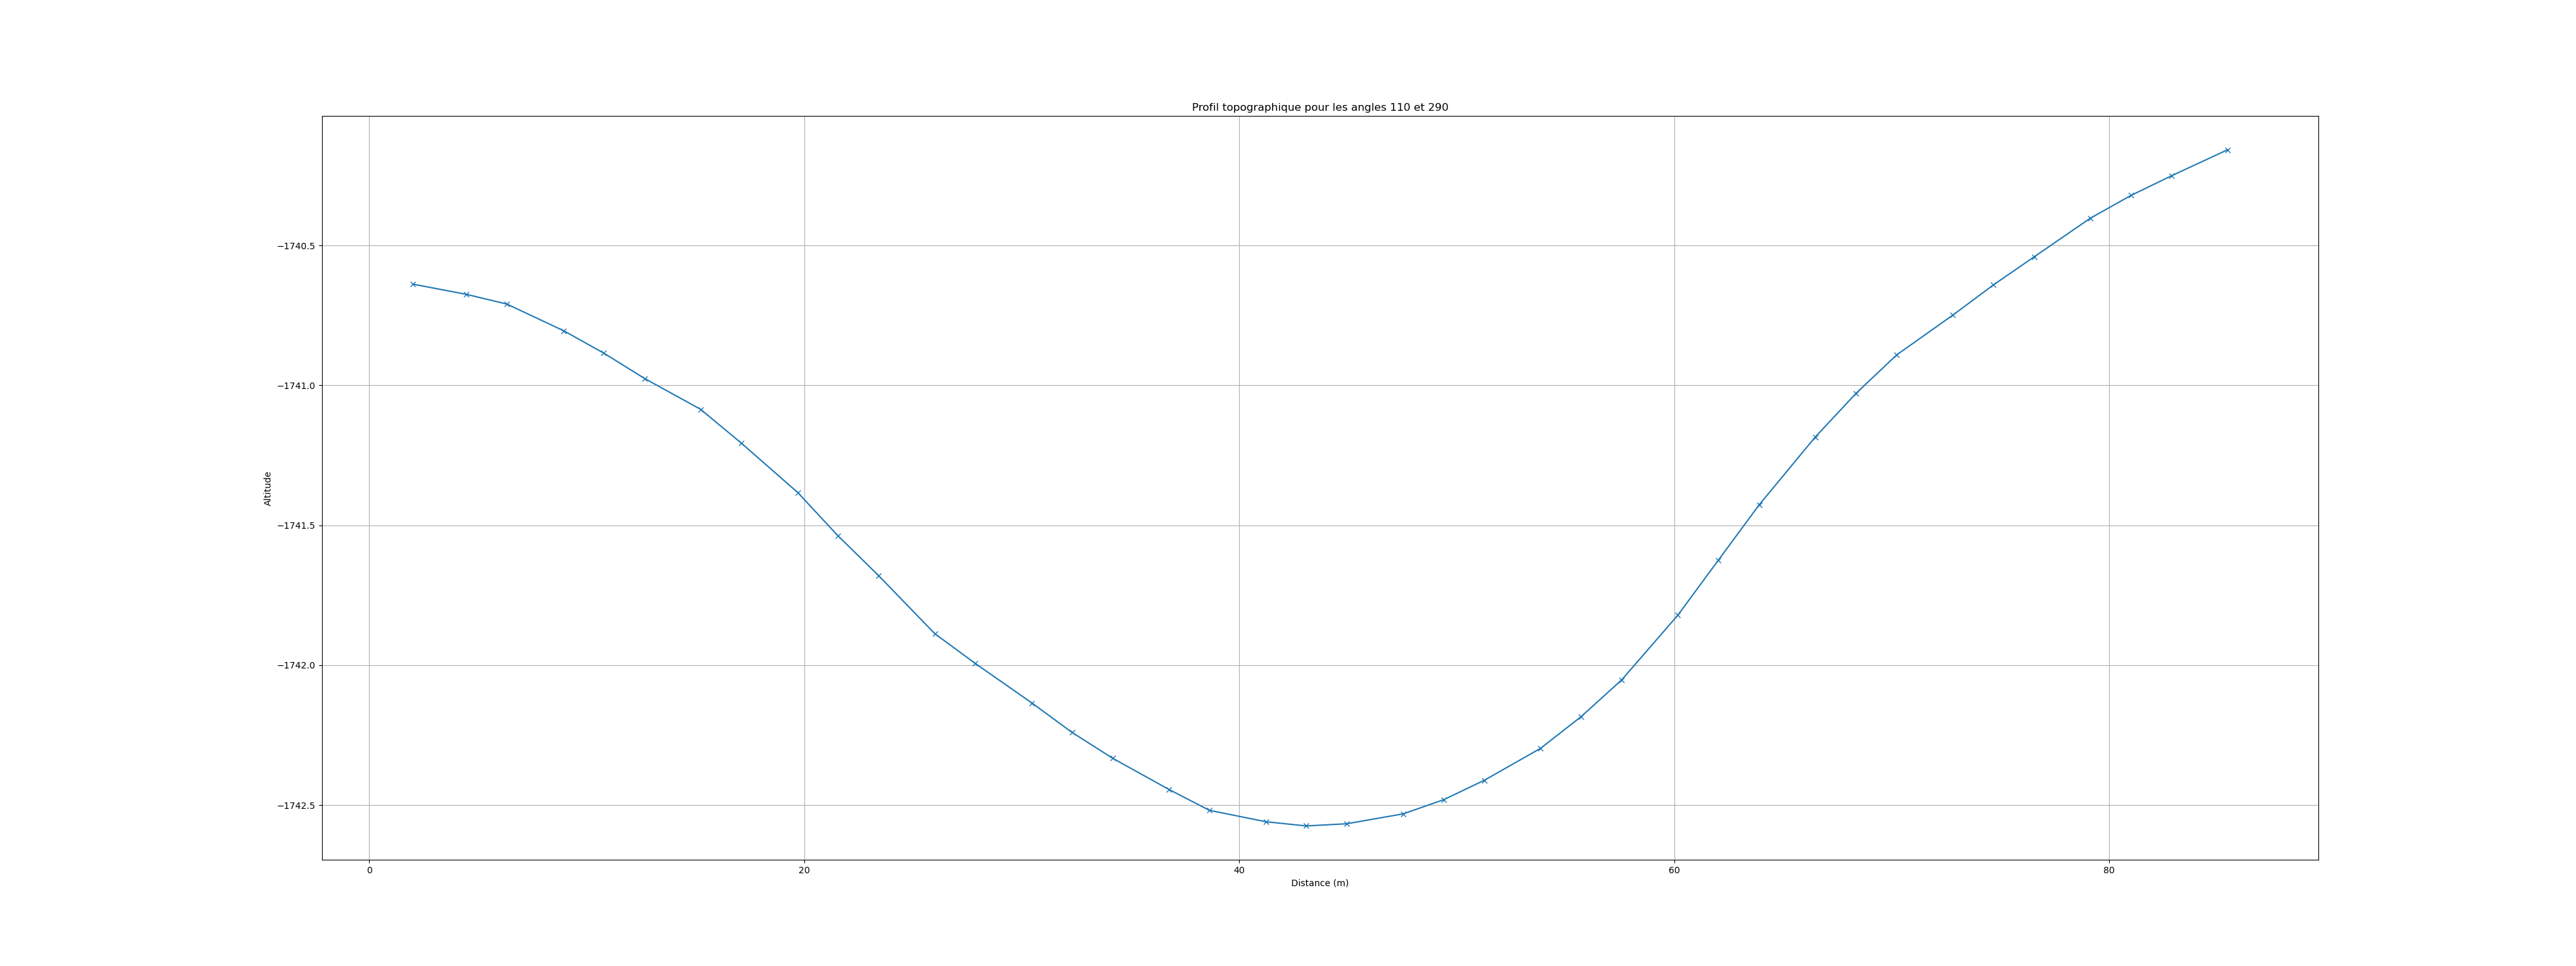 Profil topographique pour les angles 110 et 290
−1740.5
−1741.0
−1741.5
−1742.0
−1742.5
Altitude
0 20 40 60 80
Distance (m)